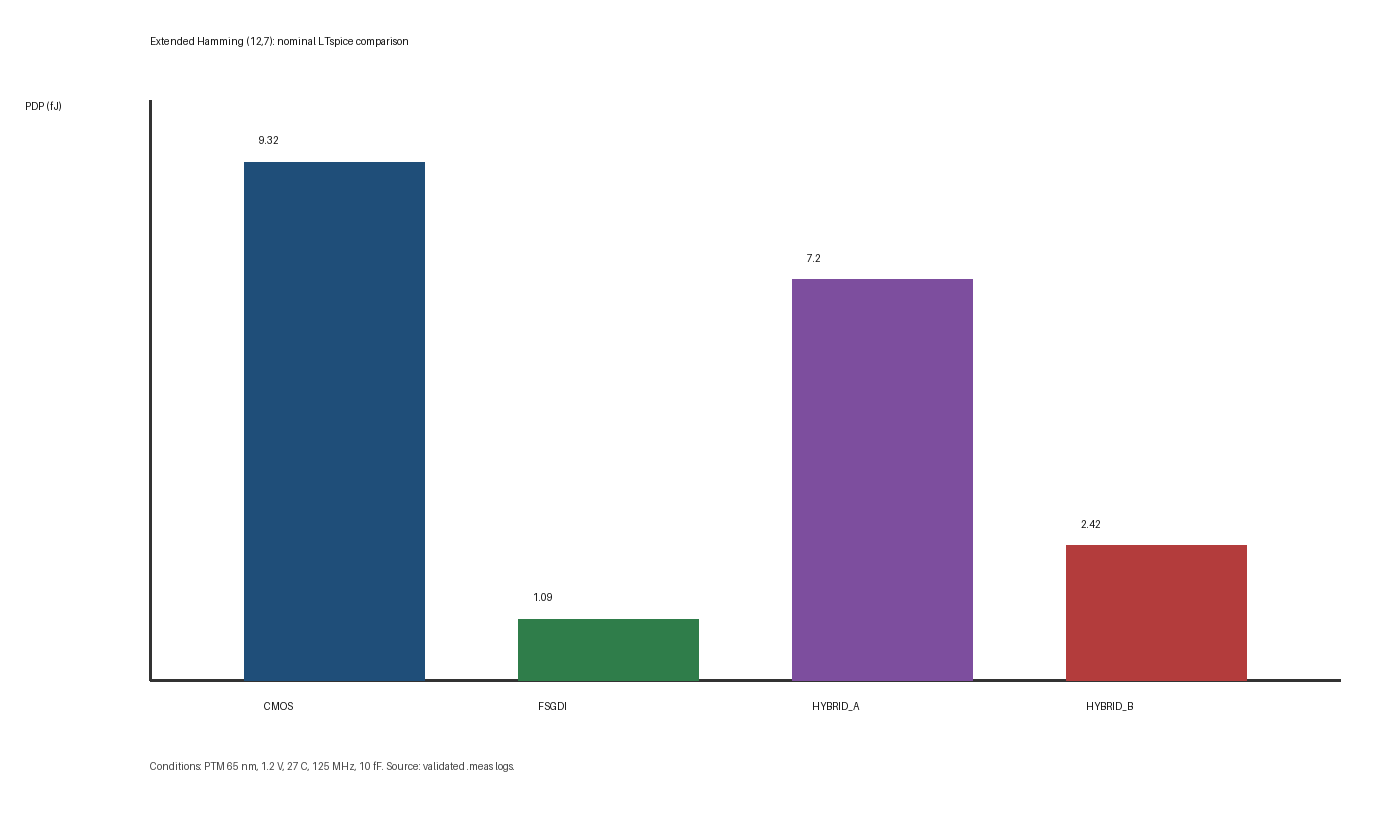 Extended Hamming (12,7): nominal LTspice comparison
PDP (fJ)
9.32
7.2
2.42
1.09
CMOS FSGDI HYBRID_A HYBRID_B
Conditions: PTM 65 nm, 1.2 V, 27 C, 125 MHz, 10 fF. Source: validated .meas logs.